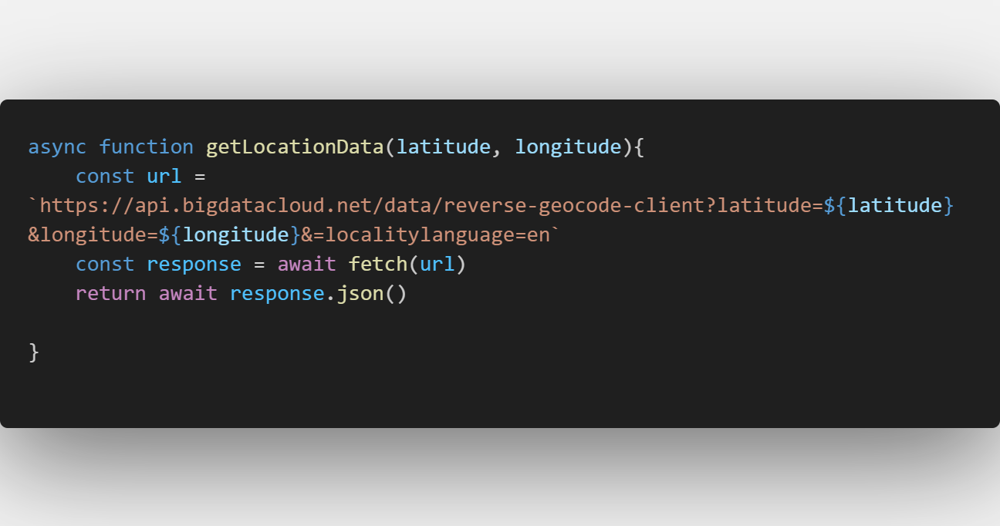 async function getLocationData(latitude, longitude){
    const url =
`https://api.bigdatacloud.net/data/reverse-geocode-client?latitude=${latitude}
&longitude=${longitude}&=localitylanguage=en`
    const response = await fetch(url)
    return await response.json()
}